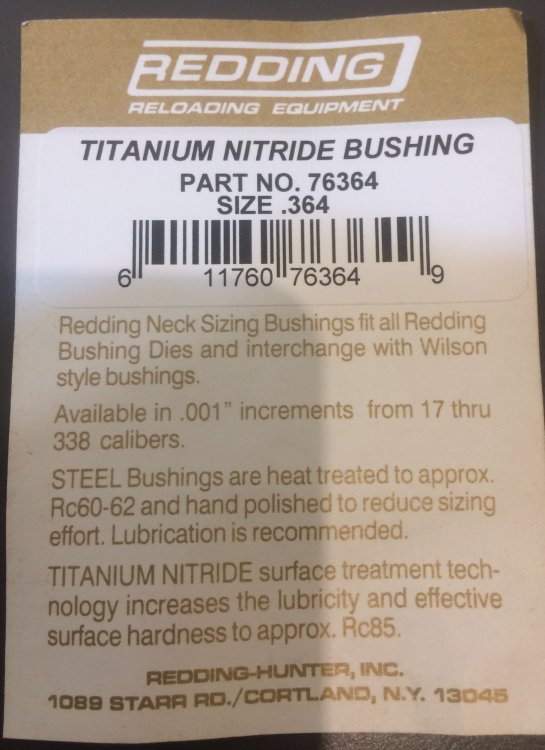 REDDING
RELOADING EQUIPMENT
TITANIUM NITRIDE BUSHING
PART NO. 76364
SIZE .364
6 11760 76364 9
Redding Neck Sizing Bushings fit all Redding
Bushing Dies and interchange with Wilson
style bushings.
Available in .001" increments from 17 thru
338 calibers.
STEEL Bushings are heat treated to approx.
Rc60-62 and hand polished to reduce sizing
effort. Lubrication is recommended.
TITANIUM NITRIDE surface treatment tech-
nology increases the lubricity and effective
surface hardness to approx. Rc85.
REDDING-HUNTER, INC.
1089 STARR RD./CORTLAND, N.Y. 13045